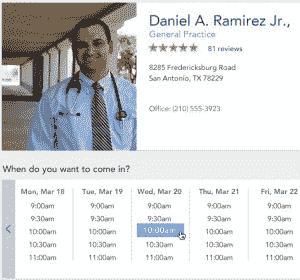 Daniel A. Ramirez Jr.,
General Practice
81 reviews
8285 Fredericksburg Road
San Antonio, TX 78229
Office: (210) 555-3923
When do you want to come in?
Mon, Mar 18 Tue, Mar 19 Wed, Mar 20 Thu, Mar 21 Fri, Mar 22
9:00am 9:00am 9:00am 9:00am 9:00am
9:30am 9:30am 9:30am 9:30am 9:30am
10:00am 10:00am 10:00am 10:00am 10:00am
10:30am 10:30am 10:30am 10:30am 10:30am
11:00am 11:00am 11:00am 11:00am 11:00am